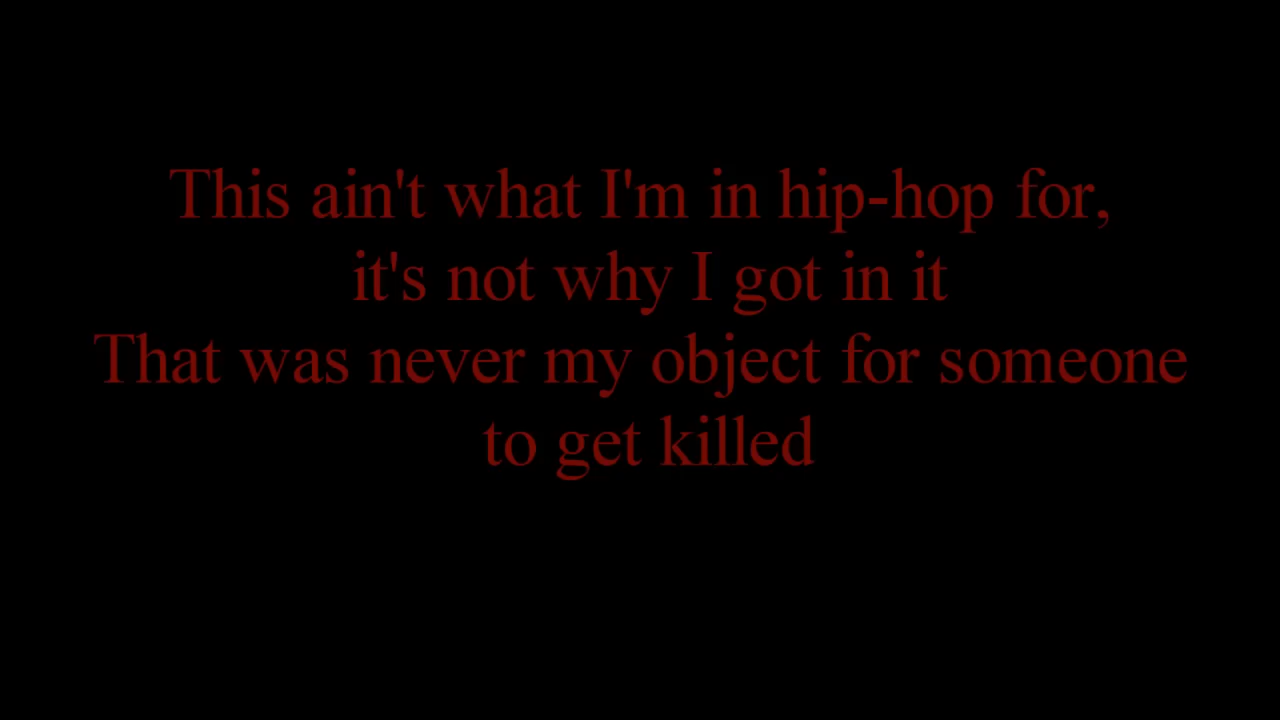 This ain't what I'm in hip-hop for,
it's not why I got in it
That was never my object for someone
to get killed